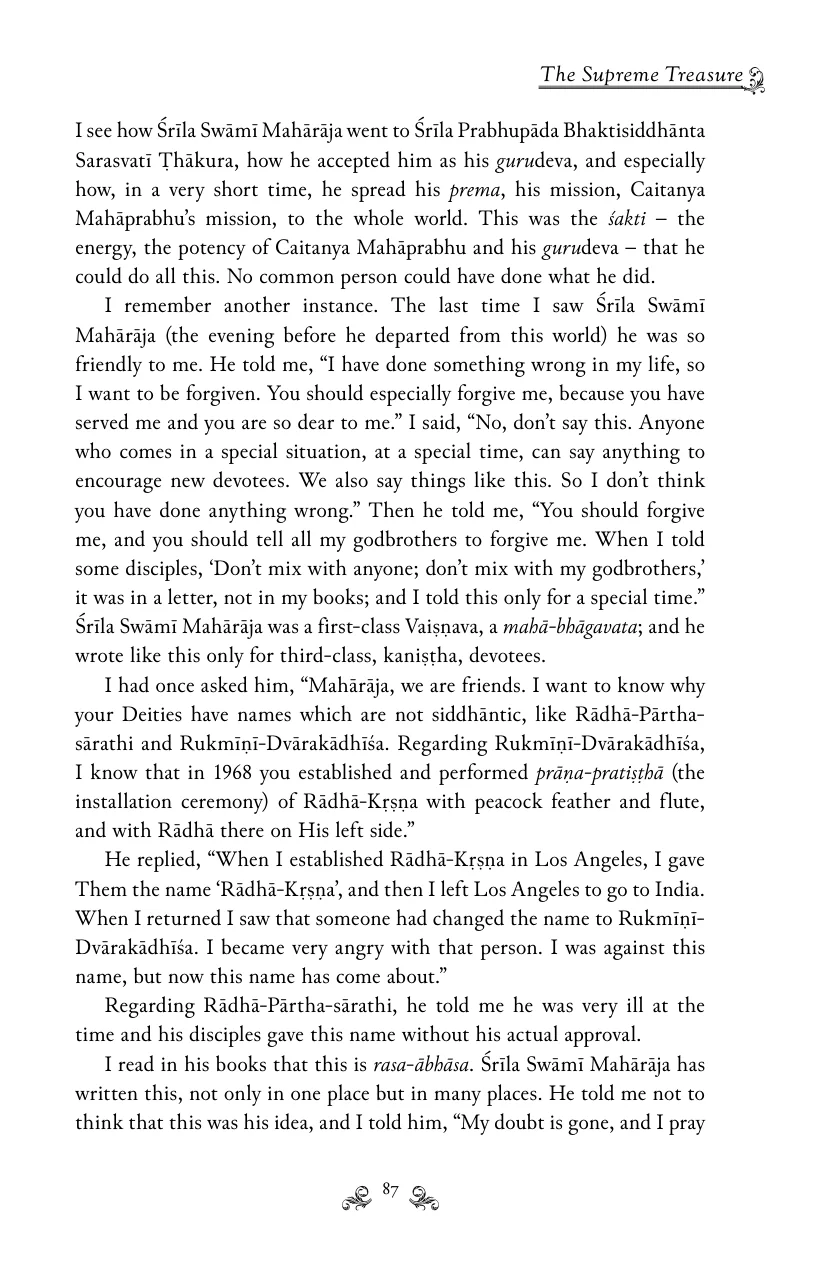 The Supreme Treasure
I see how Śrīla Swāmī Mahārāja went to Śrīla Prabhupāda Bhaktisiddhānta
Sarasvatī Ṭhākura, how he accepted him as his gurudeva, and especially
how, in a very short time, he spread his prema, his mission, Caitanya
Mahāprabhu’s mission, to the whole world. This was the śakti – the
energy, the potency of Caitanya Mahāprabhu and his gurudeva – that he
could do all this. No common person could have done what he did.
I remember another instance. The last time I saw Śrīla Swāmī
Mahārāja (the evening before he departed from this world) he was so
friendly to me. He told me, “I have done something wrong in my life, so
I want to be forgiven. You should especially forgive me, because you have
served me and you are so dear to me.” I said, “No, don’t say this. Anyone
who comes in a special situation, at a special time, can say anything to
encourage new devotees. We also say things like this. So I don’t think
you have done anything wrong.” Then he told me, “You should forgive
me, and you should tell all my godbrothers to forgive me. When I told
some disciples, ‘Don’t mix with anyone; don’t mix with my godbrothers,’
it was in a letter, not in my books; and I told this only for a special time.”
Śrīla Swāmī Mahārāja was a first-class Vaiṣṇava, a mahā-bhāgavata; and he
wrote like this only for third-class, kaniṣṭha, devotees.
I had once asked him, “Mahārāja, we are friends. I want to know why
your Deities have names which are not siddhāntic, like Rādhā-Pārtha-
sārathi and Rukmīṇī-Dvārakādhīśa. Regarding Rukmīṇī-Dvārakādhīśa,
I know that in 1968 you established and performed prāṇa-pratiṣṭhā (the
installation ceremony) of Rādhā-Kṛṣṇa with peacock feather and flute,
and with Rādhā there on His left side.”
He replied, “When I established Rādhā-Kṛṣṇa in Los Angeles, I gave
Them the name ‘Rādhā-Kṛṣṇa’, and then I left Los Angeles to go to India.
When I returned I saw that someone had changed the name to Rukmīṇī-
Dvārakādhīśa. I became very angry with that person. I was against this
name, but now this name has come about.”
Regarding Rādhā-Pārtha-sārathi, he told me he was very ill at the
time and his disciples gave this name without his actual approval.
I read in his books that this is rasa-ābhāsa. Śrīla Swāmī Mahārāja has
written this, not only in one place but in many places. He told me not to
think that this was his idea, and I told him, “My doubt is gone, and I pray
87